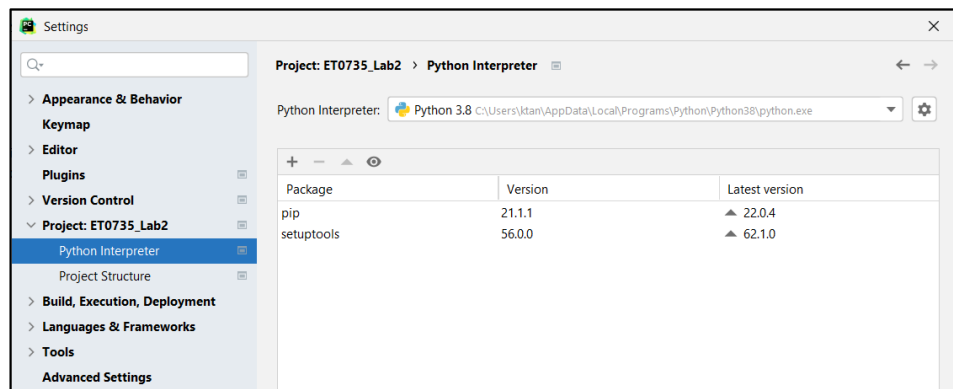 PC
Settings
Project: ET0735_Lab2 > Python Interpreter
Appearance & Behavior
Keymap
Editor
Plugins
Version Control
Project: ET0735_Lab2
Python Interpreter
Project Structure
Build, Execution, Deployment
Languages & Frameworks
Tools
Advanced Settings
Python Interpreter: Python 3.8 C:\Users\ktan\AppData\Local\Programs\Python\Python38\python.exe
Package Version Latest version
pip 21.1.1 22.0.4
setuptools 56.0.0 62.1.0